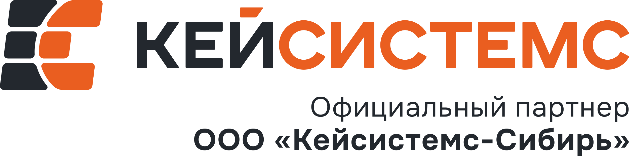 КЕЙСИСТЕМС
Официальный партнер
ООО «Кейсистемс-Сибирь»